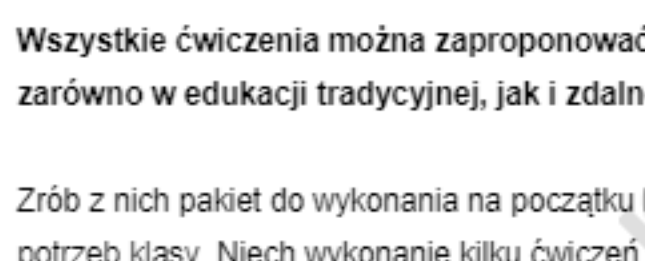 Wszystkie ćwiczenia można zaproponować
zarówno w edukacji tradycyjnej, jak i
Zrób z nich pakiet do wykonania na początku
potrzeb klasy. Niech wykonanie kilku ćwiczeń